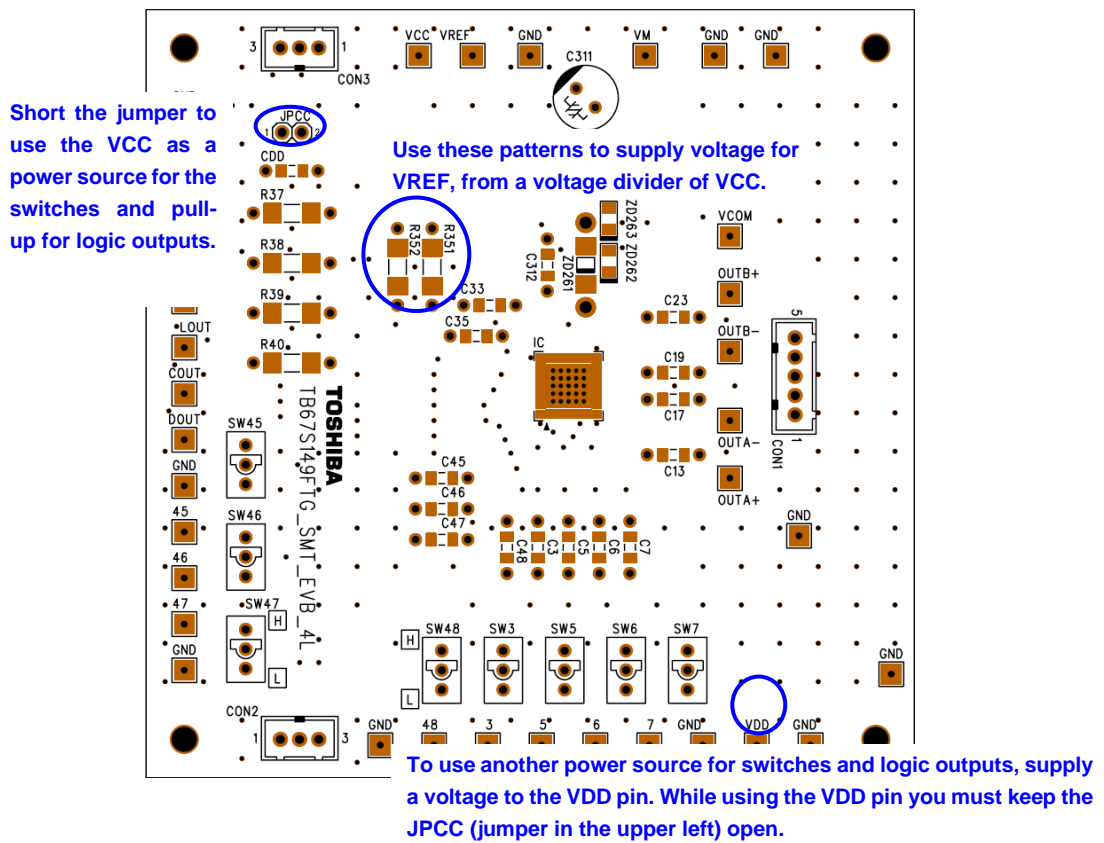 VCC VREF GND VM GND GND
3 1
CON3
C311
Short the jumper to
use the VCC as a
power source for the
switches and pull-
up for logic outputs.
JPCC
1 2
CDD
R37
R38
R39
R40
Use these patterns to supply voltage for
VREF, from a voltage divider of VCC.
R352
R351
C33
C35
C312
ZD261
ZD263
ZD262
VCOM
OUTB+
OUTB-
OUTA-
OUTA+
C23
C19
C17
C13
5
1
CON1
IC
LOUT
COUT
DOUT
GND
45
46
47
GND
SW45
SW46
SW47
H
L
TOSHIBA
TB67S149FTG_SMT_EVB_4L
C45
C46
C47
C48
C3
C5
C6
C7
GND
GND
H
L
SW48 SW3 SW5 SW6 SW7
CON2
1 3
GND 48 3 5 6 7 GND VDD GND
To use another power source for switches and logic outputs, supply
a voltage to the VDD pin. While using the VDD pin you must keep the
JPCC (jumper in the upper left) open.